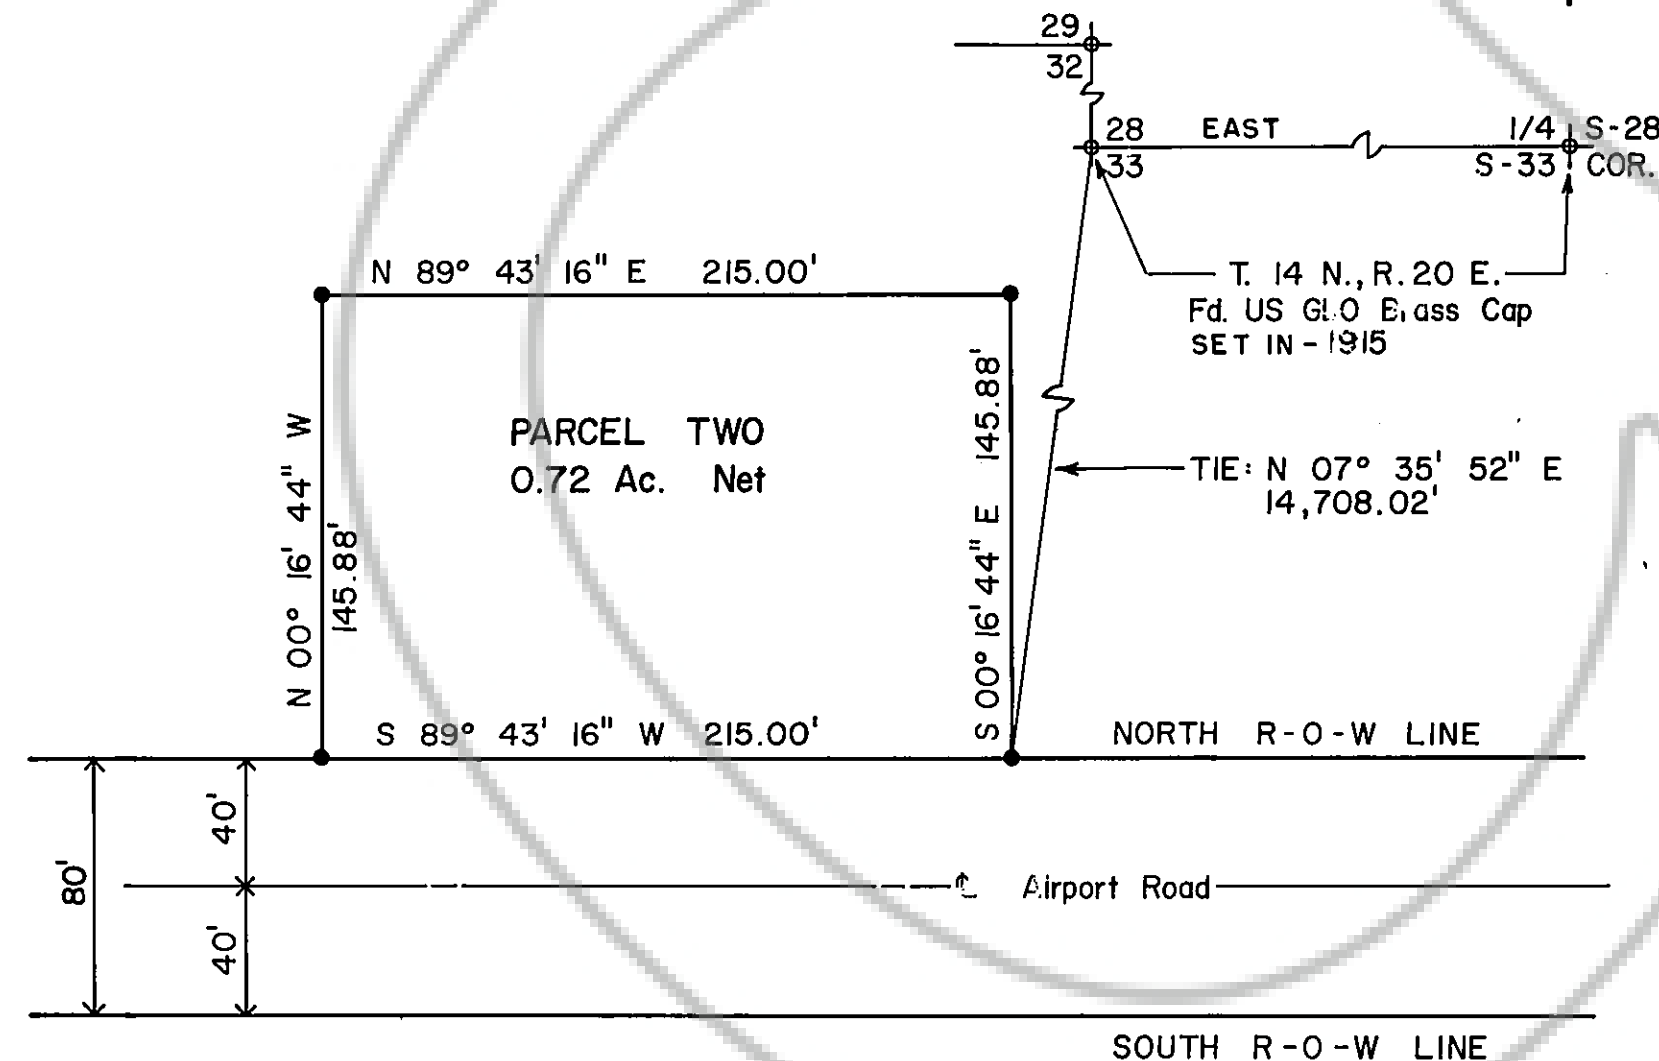 29
32
28 EAST 1/4 S-28
33 S-33 COR.
N 89° 43' 16" E 215.00'
T. 14 N., R. 20 E.
Fd. US GLO Brass Cap
SET IN - 1915
N 00° 16' 44" W
145.88'
PARCEL TWO
0.72 Ac. Net
S 00° 16' 44" E 145.88'
TIE: N 07° 35' 52" E
14,708.02'
S 89° 43' 16" W 215.00'
NORTH R-O-W LINE
80'
40'
40'
℄ Airport Road
SOUTH R-O-W LINE